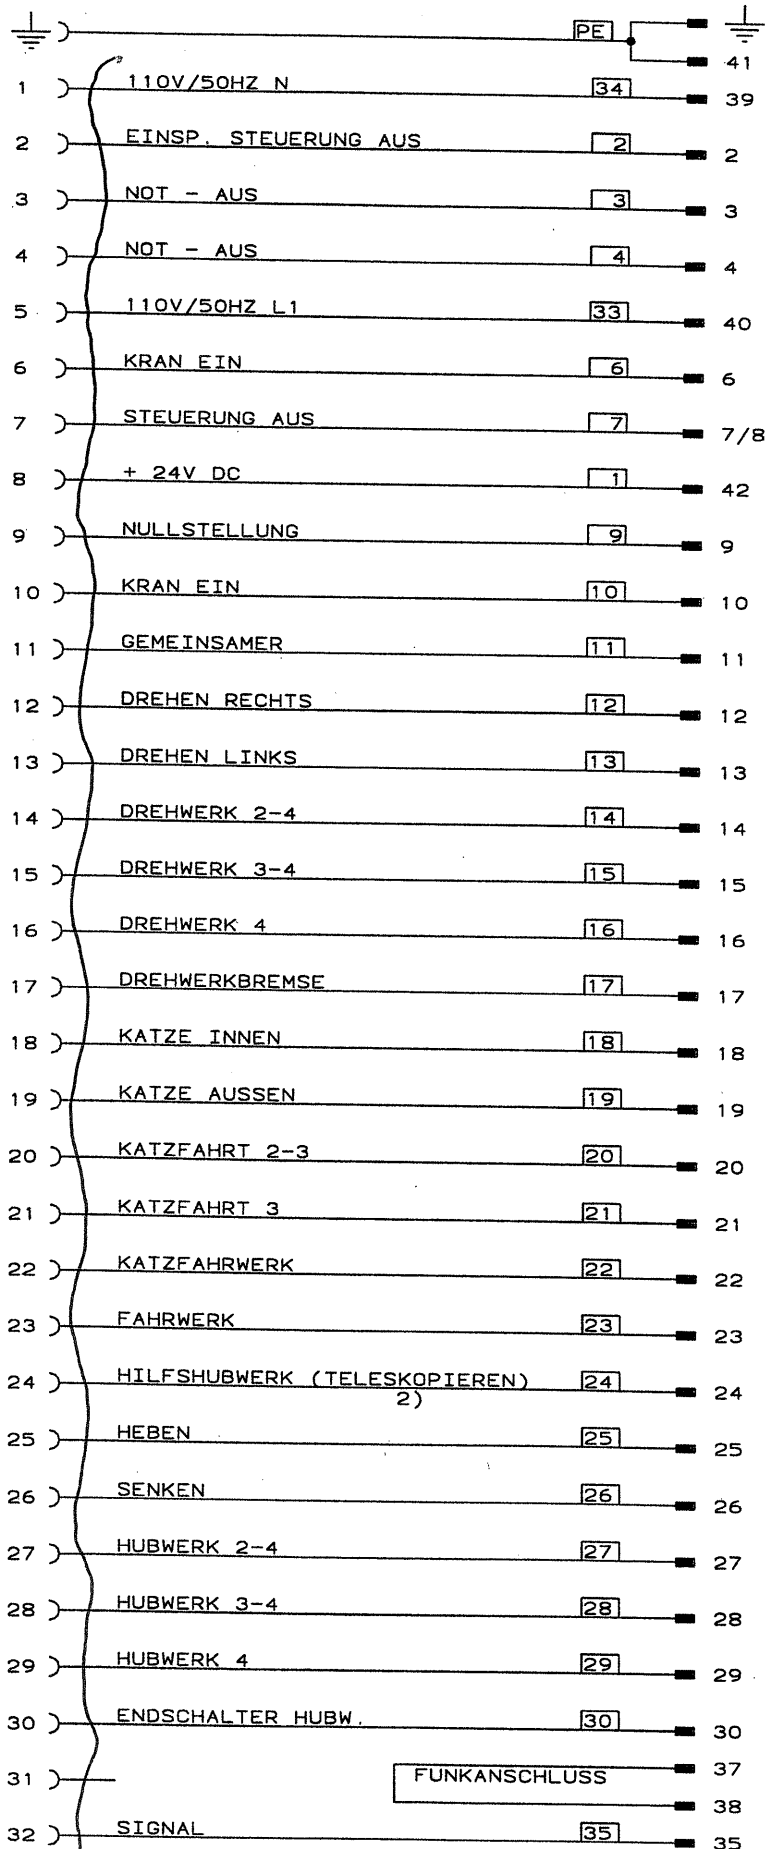 PE
41
1 110V/50HZ N 34 39
2 EINSP. STEUERUNG AUS 2 2
3 NOT - AUS 3 3
4 NOT - AUS 4 4
5 110V/50HZ L1 33 40
6 KRAN EIN 6 6
7 STEUERUNG AUS 7 7/8
8 + 24V DC 1 42
9 NULLSTELLUNG 9 9
10 KRAN EIN 10 10
11 GEMEINSAMER 11 11
12 DREHEN RECHTS 12 12
13 DREHEN LINKS 13 13
14 DREHWERK 2-4 14 14
15 DREHWERK 3-4 15 15
16 DREHWERK 4 16 16
17 DREHWERKBREMSE 17 17
18 KATZE INNEN 18 18
19 KATZE AUSSEN 19 19
20 KATZFAHRT 2-3 20 20
21 KATZFAHRT 3 21 21
22 KATZFAHRWERK 22 22
23 FAHRWERK 23 23
24 HILFSHUBWERK (TELESKOPIEREN) 24 24
2)
25 HEBEN 25 25
26 SENKEN 26 26
27 HUBWERK 2-4 27 27
28 HUBWERK 3-4 28 28
29 HUBWERK 4 29 29
30 ENDSCHALTER HUBW. 30 30
31 FUNKANSCHLUSS 37
38
32 SIGNAL 35 35